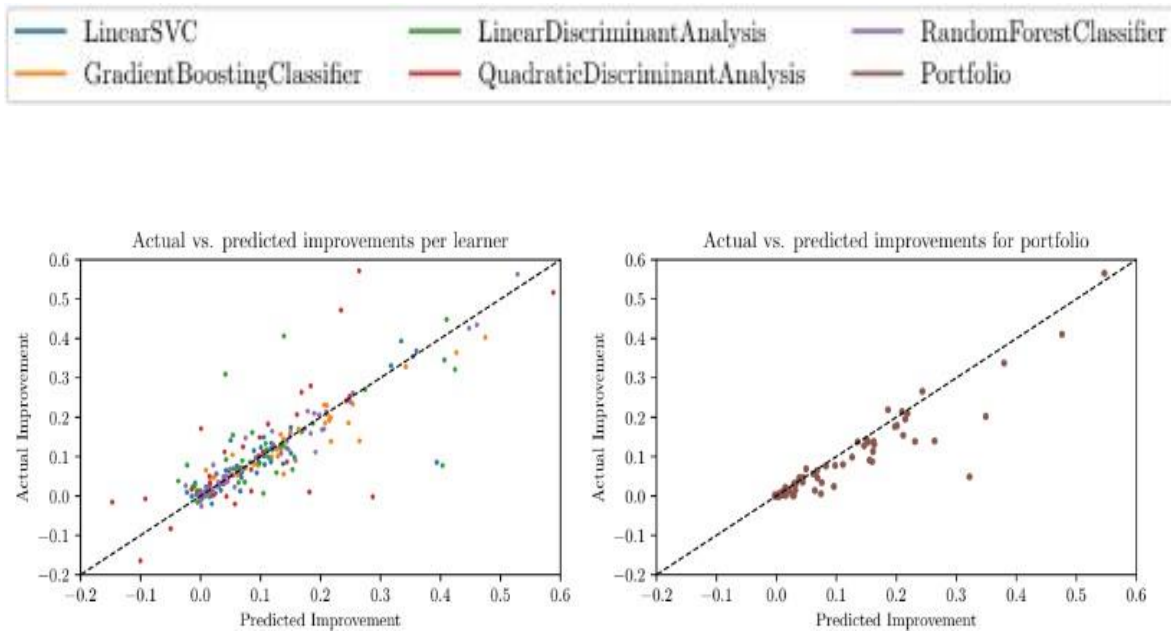 LinearSVC LinearDiscriminantAnalysis RandomForestClassifier
GradientBoostingClassifier QuadraticDiscriminantAnalysis Portfolio
Actual vs. predicted improvements per learner
0.6
0.5
0.4
0.3
0.2
0.1
0.0
−0.1
−0.2
Actual Improvement
−0.2 −0.1 0.0 0.1 0.2 0.3 0.4 0.5 0.6
Predicted Improvement
Actual vs. predicted improvements for portfolio
0.6
0.5
0.4
0.3
0.2
0.1
0.0
−0.1
−0.2
Actual Improvement
−0.2 −0.1 0.0 0.1 0.2 0.3 0.4 0.5 0.6
Predicted Improvement